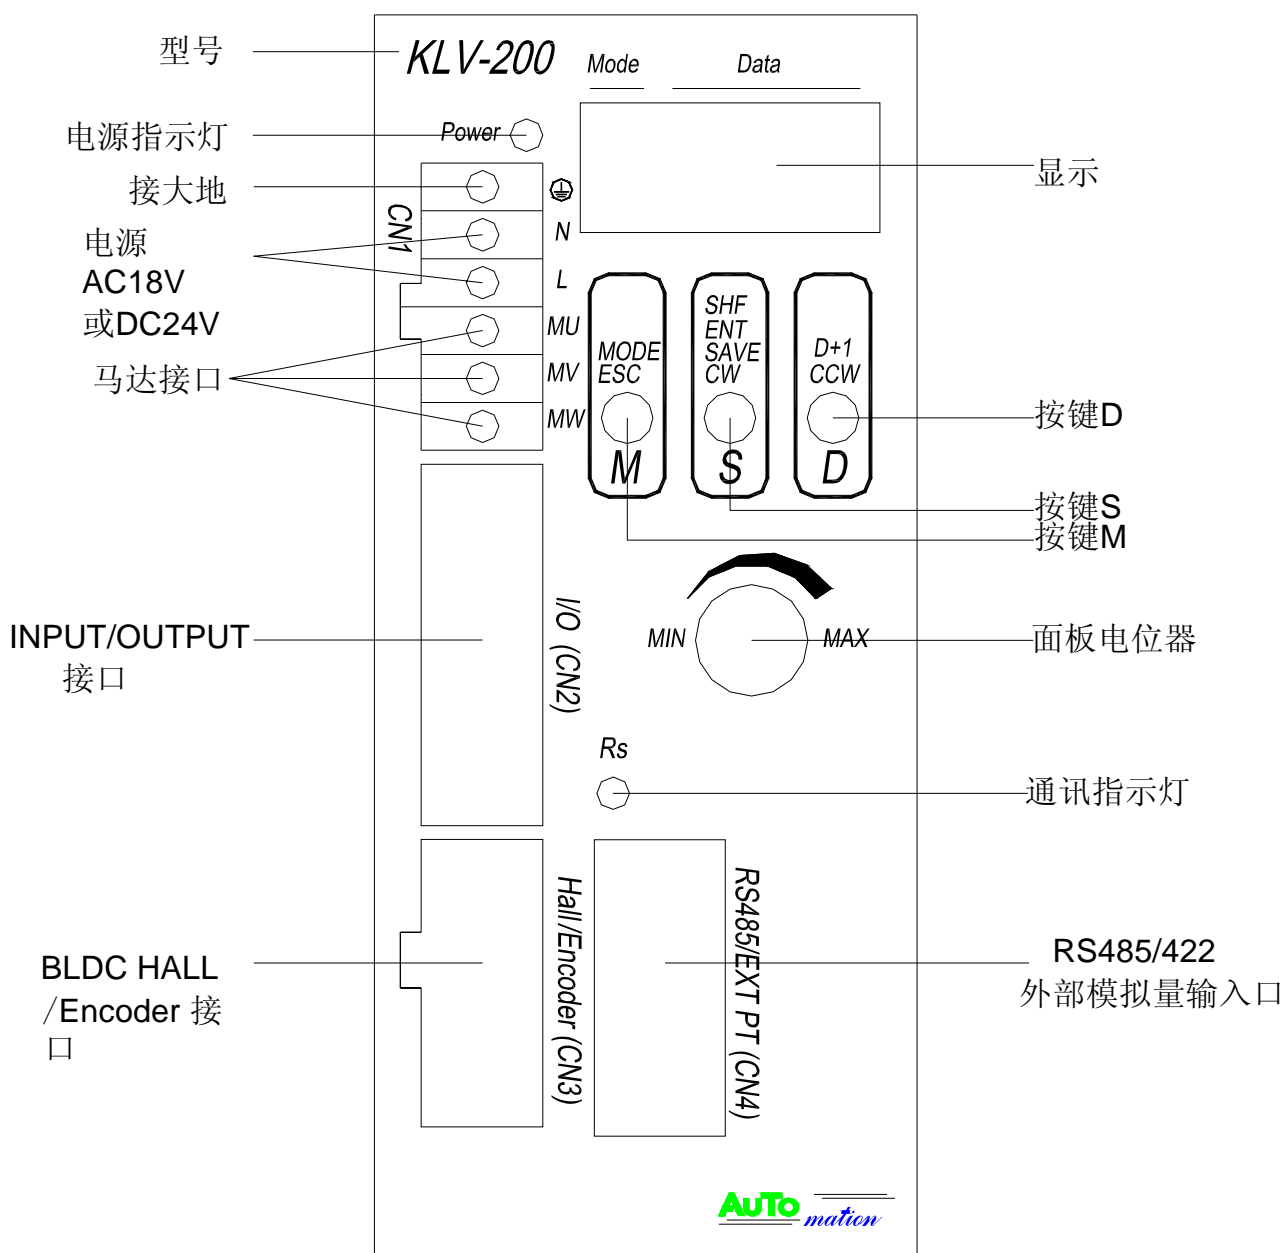 型号
KLV-200
Mode
Data
电源指示灯
Power
接大地
显示
CN1
N
电源
AC18V
或DC24V
L
MU
马达接口
MV
MW
MODE
ESC
M
SHF
ENT
SAVE
CW
S
D+1
CCW
D
按键D
按键S
按键M
INPUT/OUTPUT
接口
I/O (CN2)
MIN
MAX
面板电位器
Rs
通讯指示灯
BLDC HALL
/Encoder 接
口
Hall/Encoder (CN3)
RS485/EXT PT (CN4)
RS485/422
外部模拟量输入口
AuTo
mation